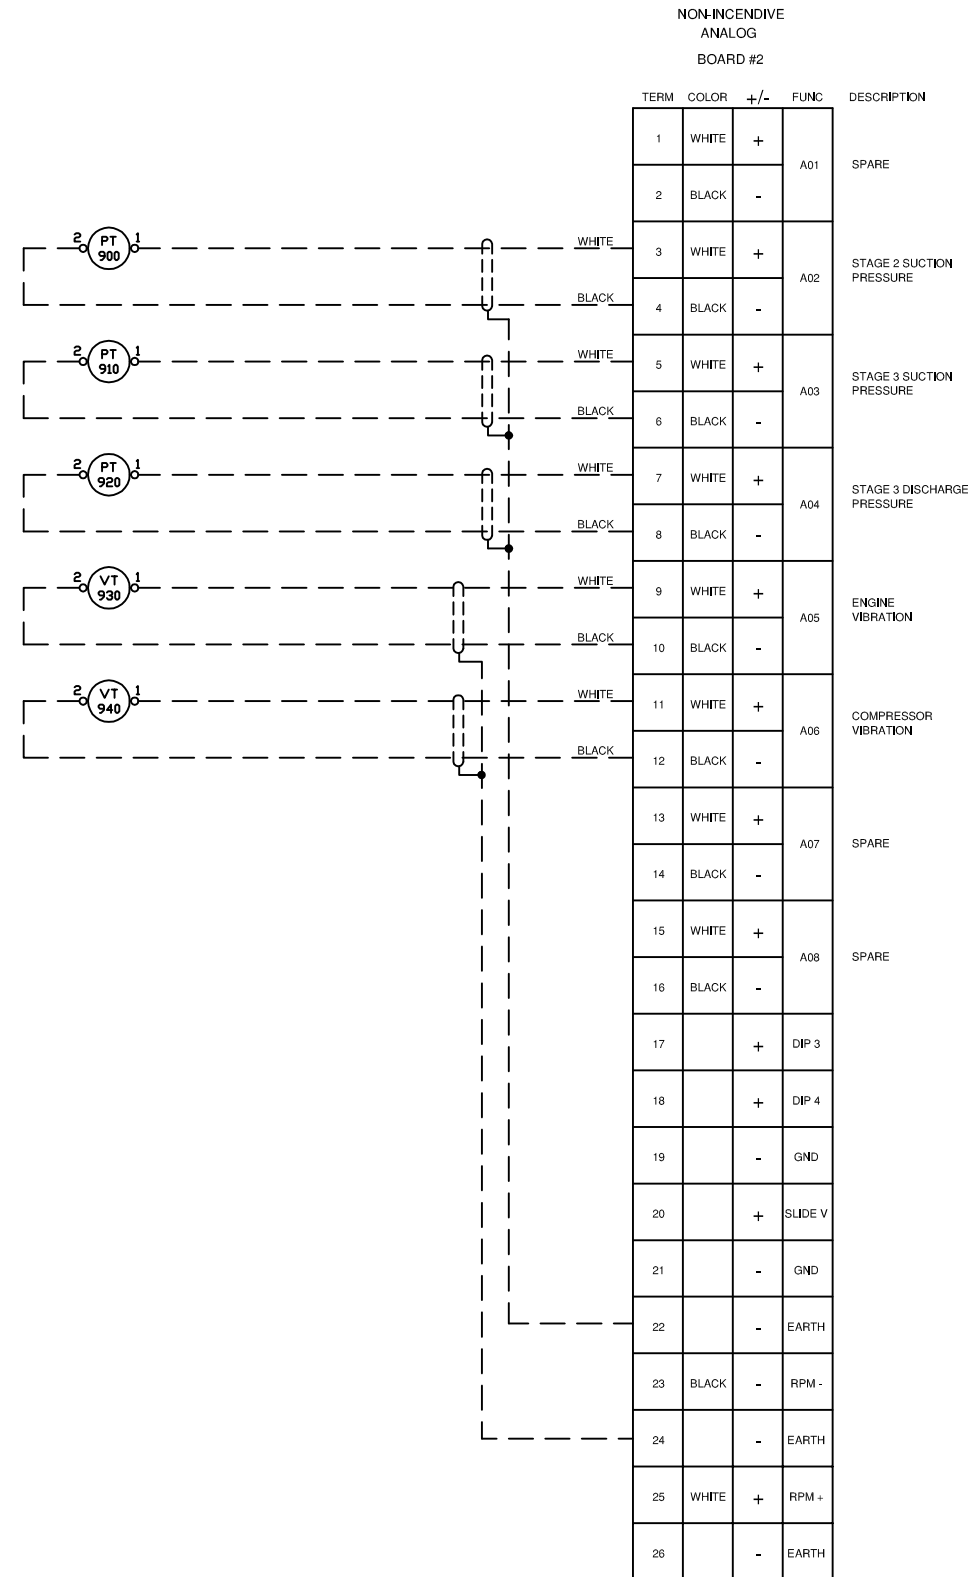 NON-INCENDIVE
ANALOG
BOARD #2
TERM COLOR +/- FUNC DESCRIPTION
1 WHITE +
A01 SPARE
2 BLACK -
2 PT 900 1 WHITE 3 WHITE +
A02 STAGE 2 SUCTION
PRESSURE
BLACK 4 BLACK -
2 PT 910 1 WHITE 5 WHITE +
A03 STAGE 3 SUCTION
PRESSURE
BLACK 6 BLACK -
2 PT 920 1 WHITE 7 WHITE +
A04 STAGE 3 DISCHARGE
PRESSURE
BLACK 8 BLACK -
2 VT 930 1 WHITE 9 WHITE +
A05 ENGINE
VIBRATION
BLACK 10 BLACK -
2 VT 940 1 WHITE 11 WHITE +
A06 COMPRESSOR
VIBRATION
BLACK 12 BLACK -
13 WHITE +
A07 SPARE
14 BLACK -
15 WHITE +
A08 SPARE
16 BLACK -
17 + DIP 3
18 + DIP 4
19 - GND
20 + SLIDE V
21 - GND
22 - EARTH
23 BLACK - RPM -
24 - EARTH
25 WHITE + RPM +
26 - EARTH